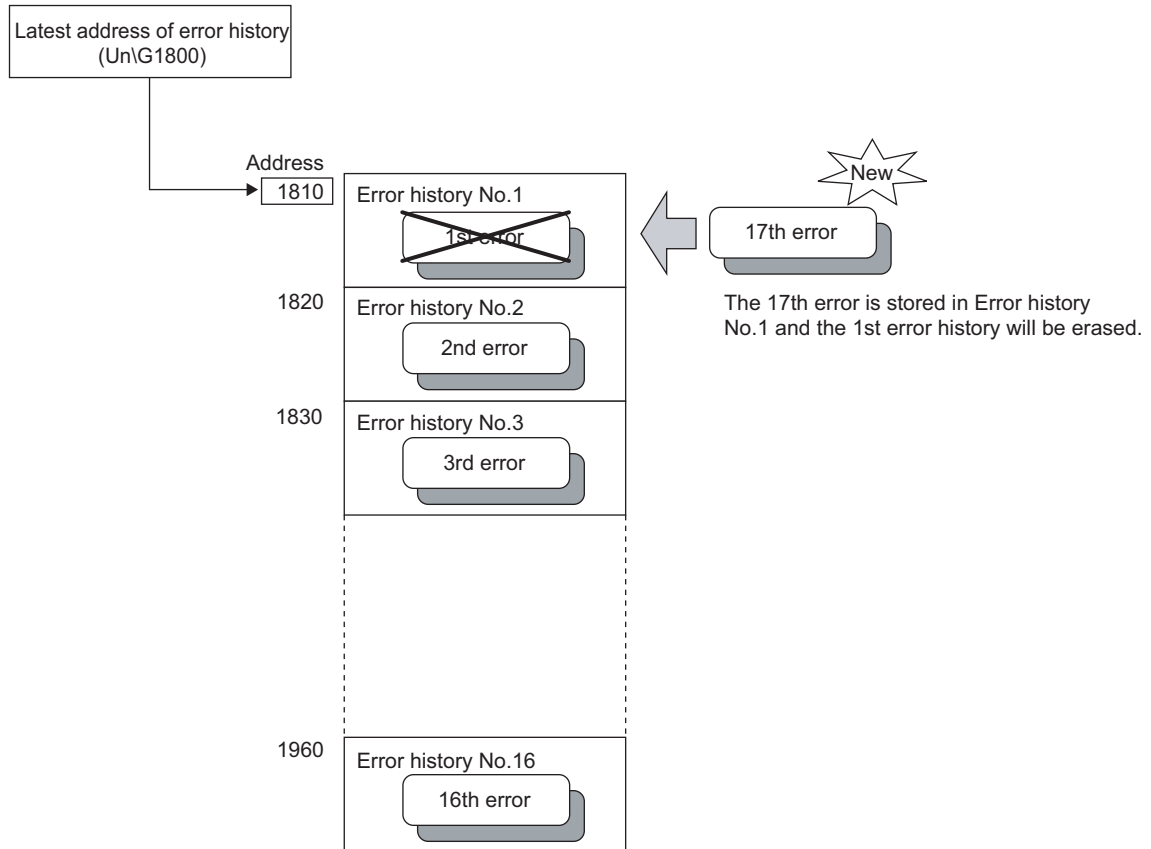 Latest address of error history
(Un\G1800)
Address
1810
Error history No.1
1st error
New
17th error
The 17th error is stored in Error history
No.1 and the 1st error history will be erased.
1820
Error history No.2
2nd error
1830
Error history No.3
3rd error
1960
Error history No.16
16th error